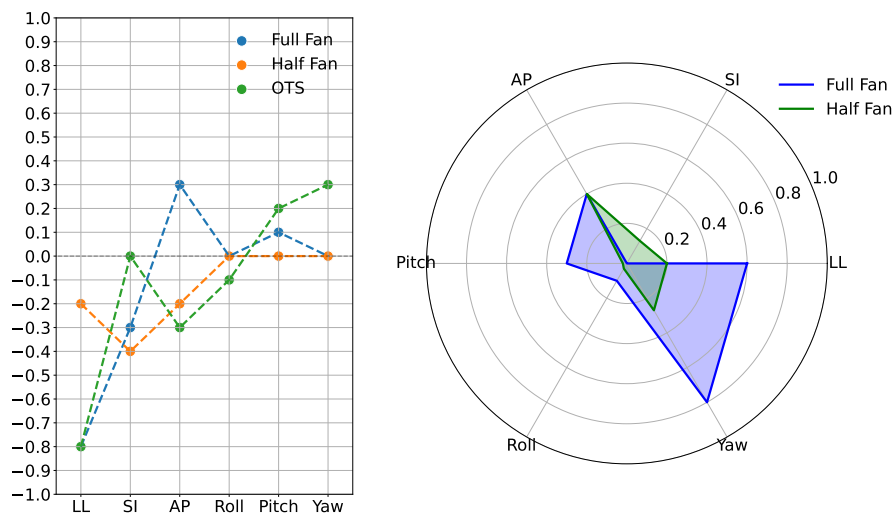 1.0
0.9
0.8
0.7
0.6
0.5
0.4
0.3
0.2
0.1
0.0
−0.1
−0.2
−0.3
−0.4
−0.5
−0.6
−0.7
−0.8
−0.9
−1.0
LL SI AP Roll Pitch Yaw
Full Fan
Half Fan
OTS
AP
SI
Pitch
LL
Roll
Yaw
0.2
0.4
0.6
0.8
1.0
Full Fan
Half Fan